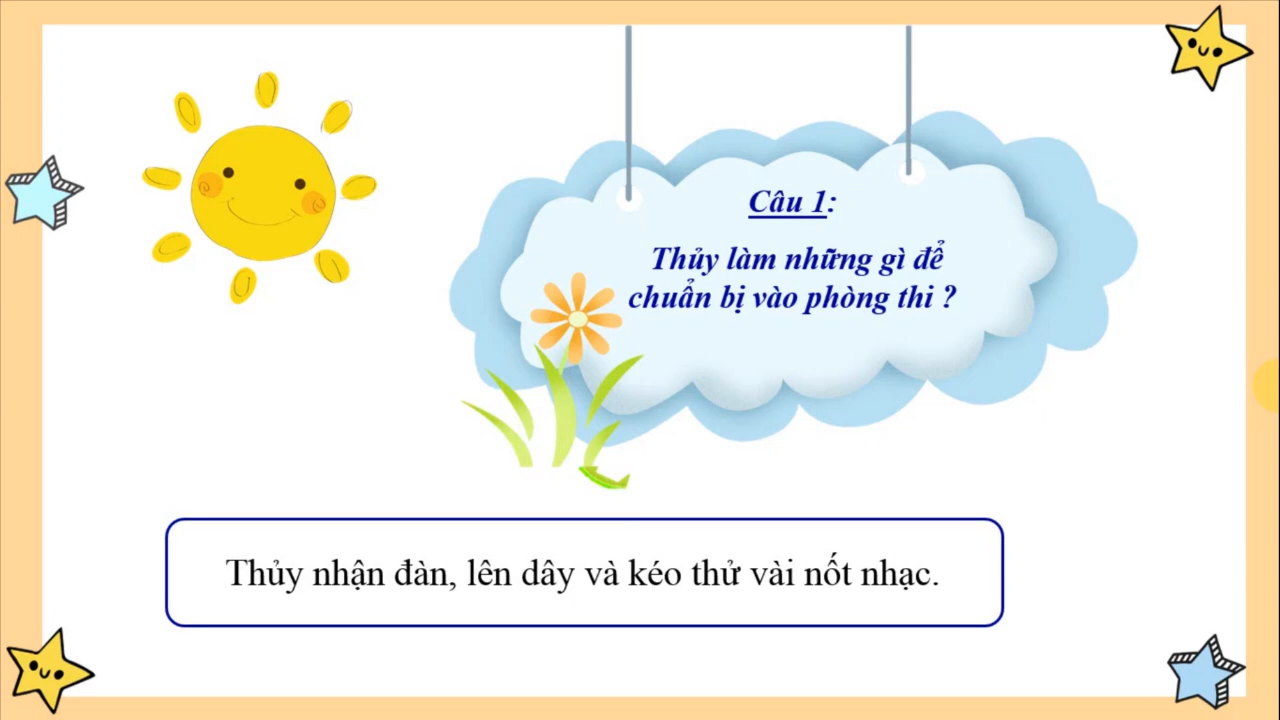 Câu 1:
Thủy làm những gì để
chuẩn bị vào phòng thi ?
Thủy nhận đàn, lên dây và kéo thử vài nốt nhạc.